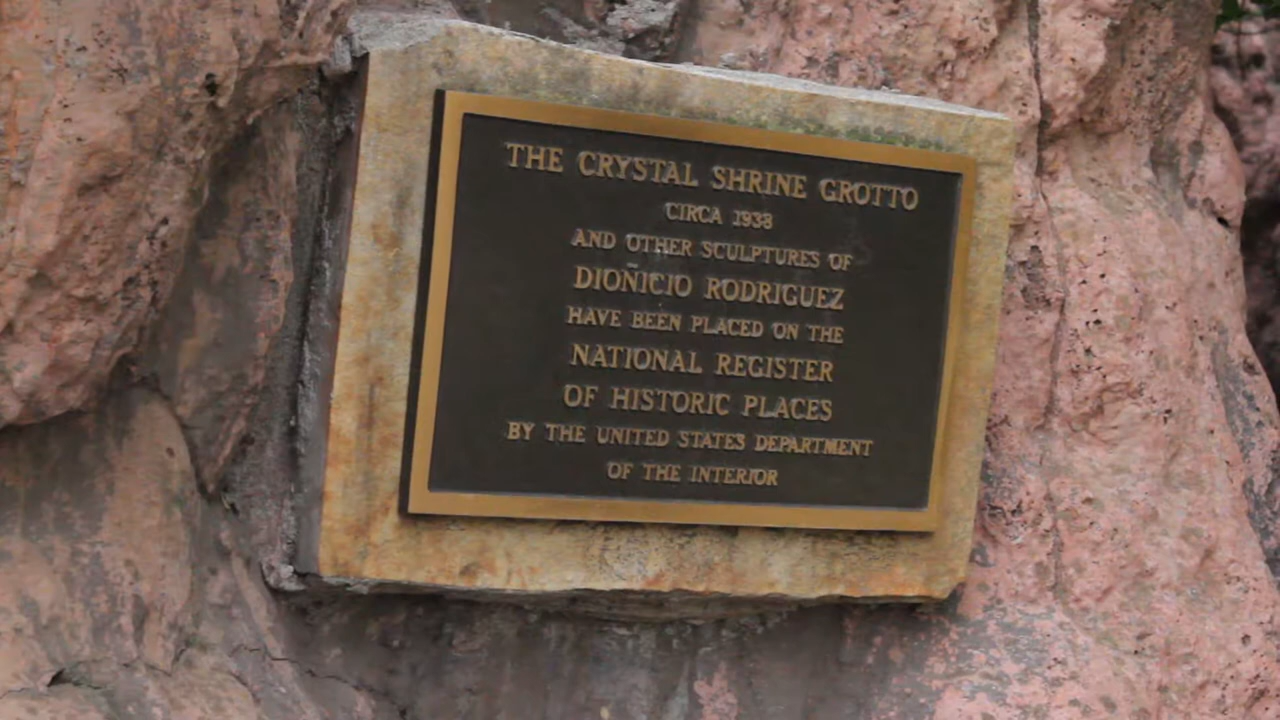 THE CRYSTAL SHRINE GROTTO
CIRCA 1938
AND OTHER SCULPTURES OF
DIONICIO RODRIGUEZ
HAVE BEEN PLACED ON THE
NATIONAL REGISTER
OF HISTORIC PLACES
BY THE UNITED STATES DEPARTMENT
OF THE INTERIOR